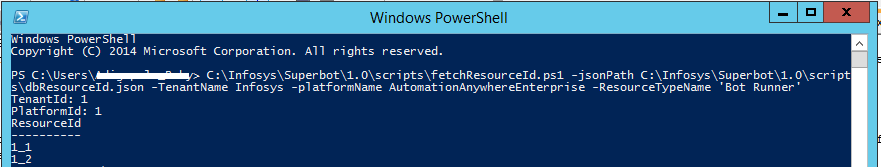 Windows PowerShell
Windows PowerShell
Copyright (C) 2014 Microsoft Corporation. All rights reserved.
PS C:\Users\> C:\Infosys\Superbot\1.0\scripts\fetchResourceId.ps1 -jsonPath C:\Infosys\Superbot\1.0\script
s\dbResourceId.json -TenantName Infosys -platformName AutomationAnywhereEnterprise -ResourceTypeName 'Bot Runner'
TenantId: 1
PlatformId: 1
ResourceId
----------
1_1
1_2